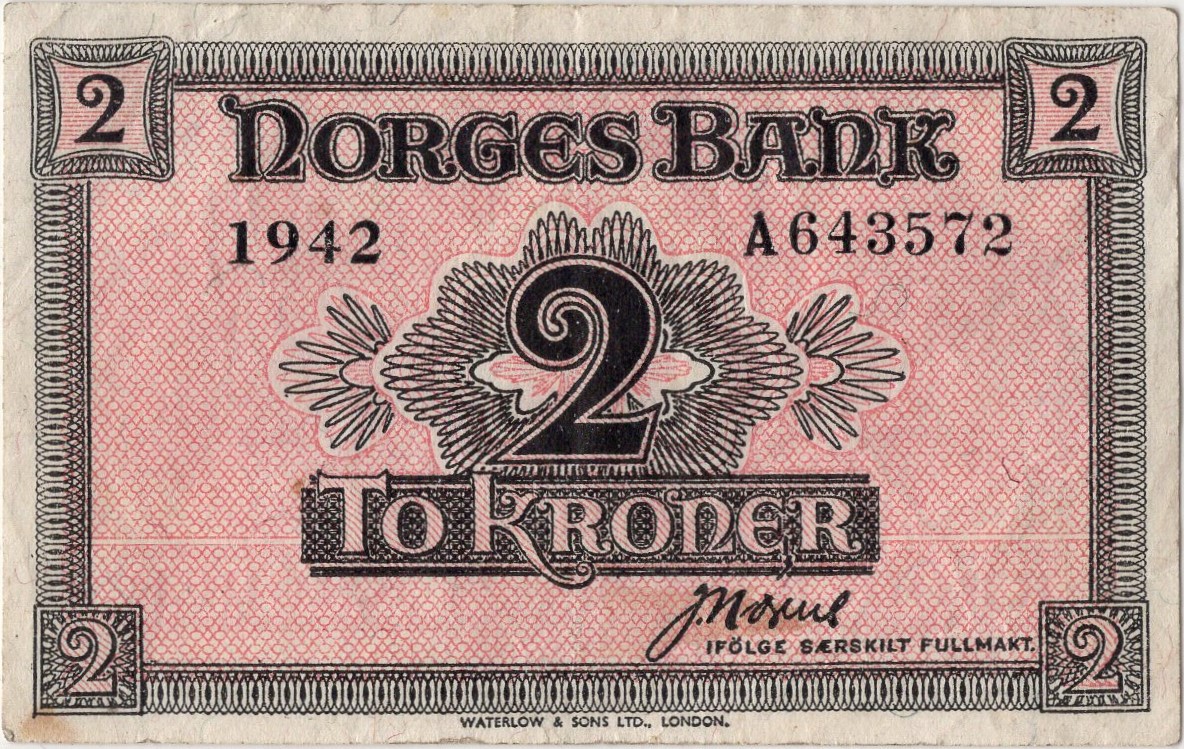 2 2
NORGES BANK
1942 A643572
2
TO KRONER
IFÖLGE SÆRSKILT FULLMAKT.
2 2
WATERLOW & SONS LTD., LONDON.